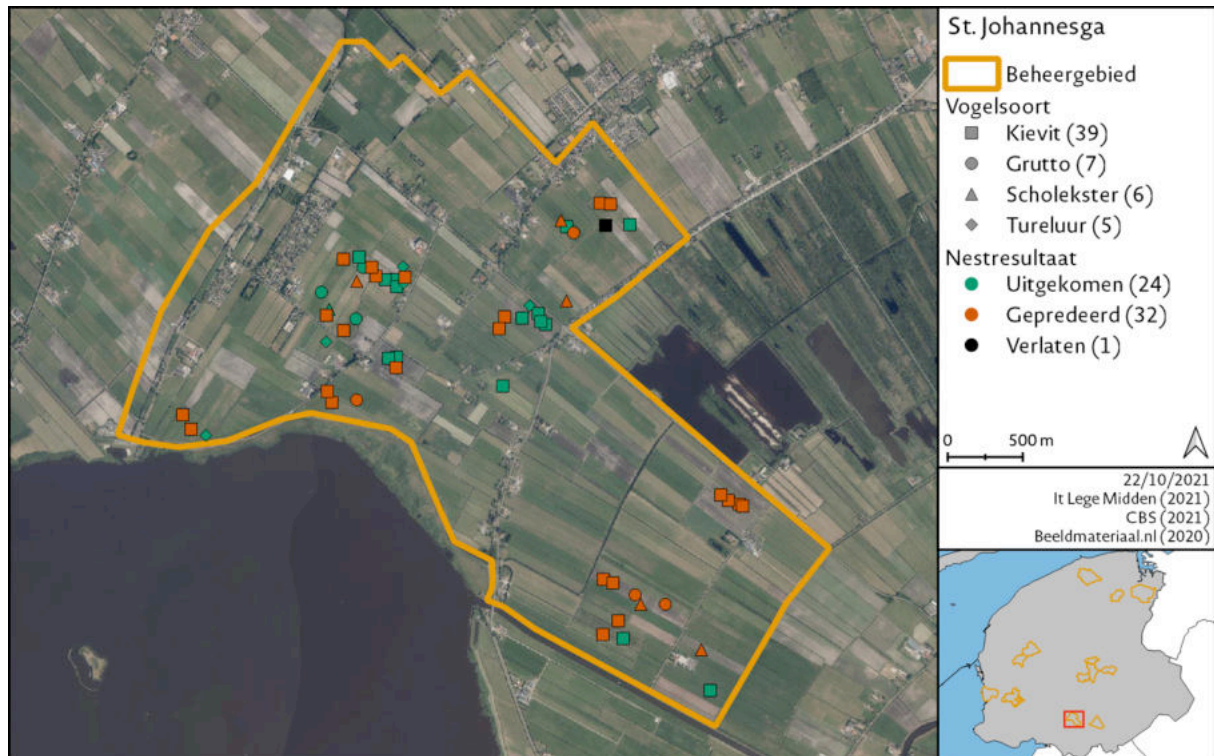 St. Johannesga
Beheergebied
Vogelsoort
Kievit (39)
Grutto (7)
Scholekster (6)
Tureluur (5)
Nestresultaat
Uitgekomen (24)
Gepredeerd (32)
Verlaten (1)
0 500 m
22/10/2021
It Lege Midden (2021)
CBS (2021)
Beeldmateriaal.nl (2020)